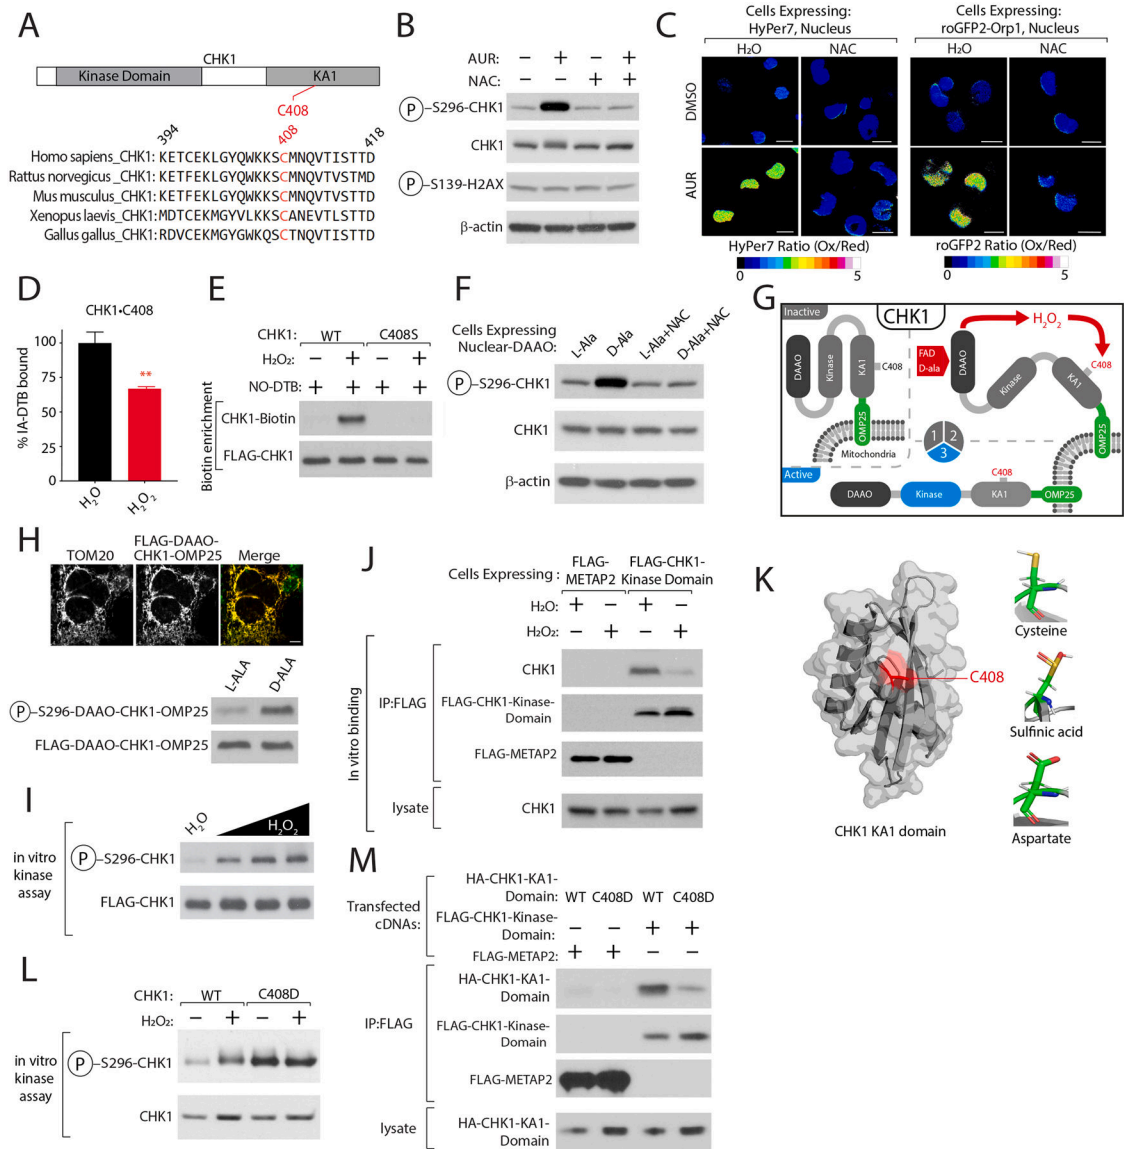 A
CHK1
Kinase Domain
KA1
C408
394
408
418
Homo sapiens_CHK1: KETCEKLGYQWKKSCMNQVTISTTD
Rattus norvegicus_CHK1: KETFEKLGYQWKKSCMNQVTISTMD
Mus musculus_CHK1: KETFEKLGYQWKKSCMNQVTISTTD
Xenopus laevis_CHK1: MDTCEKMGYVLKKSCANEVTLSTTD
Gallus gallus_CHK1: RDVCEKMGYGWKQSCTNQVTISTTD
B
AUR: − + − +
NAC: − − + +
P–S296-CHK1
CHK1
P–S139-H2AX
β-actin
C
Cells Expressing:
HyPer7, Nucleus
H₂O NAC
Cells Expressing:
roGFP2-Orp1, Nucleus
H₂O NAC
DMSO
AUR
HyPer7 Ratio (Ox/Red)
0 5
roGFP2 Ratio (Ox/Red)
0 5
D
CHK1•C408
% IA-DTB bound
125
100
75
50
25
0
**
H₂O
H₂O₂
E
CHK1: WT C408S
H₂O₂: − + − +
NO-DTB: + + + +
Biotin enrichment
CHK1-Biotin
FLAG-CHK1
F
Cells Expressing
Nuclear-DAAO:
L-Ala
D-Ala
L-Ala+NAC
D-Ala+NAC
P–S296-CHK1
CHK1
β-actin
G
CHK1
Inactive
DAAO
Kinase
KA1
C408
OMP25
Mitochondria
FAD
D-ala
DAAO
H₂O₂
Kinase
KA1
C408
OMP25
1 2
3
Active
DAAO
Kinase
C408
KA1
OMP25
H
TOM20
FLAG-DAAO-
CHK1-OMP25
Merge
L-ALA
D-ALA
P–S296-DAAO-CHK1-OMP25
FLAG-DAAO-CHK1-OMP25
I
H₂O
H₂O₂
in vitro
kinase
assay
P–S296-CHK1
FLAG-CHK1
J
Cells Expressing :
FLAG-
METAP2
FLAG-CHK1-
Kinase Domain
H₂O: + − + −
H₂O₂: − + − +
In vitro binding
IP:FLAG
CHK1
FLAG-CHK1-Kinase-
Domain
FLAG-METAP2
lysate
CHK1
K
C408
CHK1 KA1 domain
Cysteine
Sulfinic acid
Aspartate
L
CHK1: WT C408D
H₂O₂: − + − +
in vitro
kinase
assay
P–S296-CHK1
CHK1
M
Transfected
cDNAs:
HA-CHK1-KA1-
Domain: WT C408D WT C408D
FLAG-CHK1-Kinase-
Domain: − − + +
FLAG-METAP2: + + − −
IP:FLAG
HA-CHK1-KA1-
Domain
FLAG-CHK1-Kinase-
Domain
FLAG-METAP2
lysate
HA-CHK1-KA1-
Domain